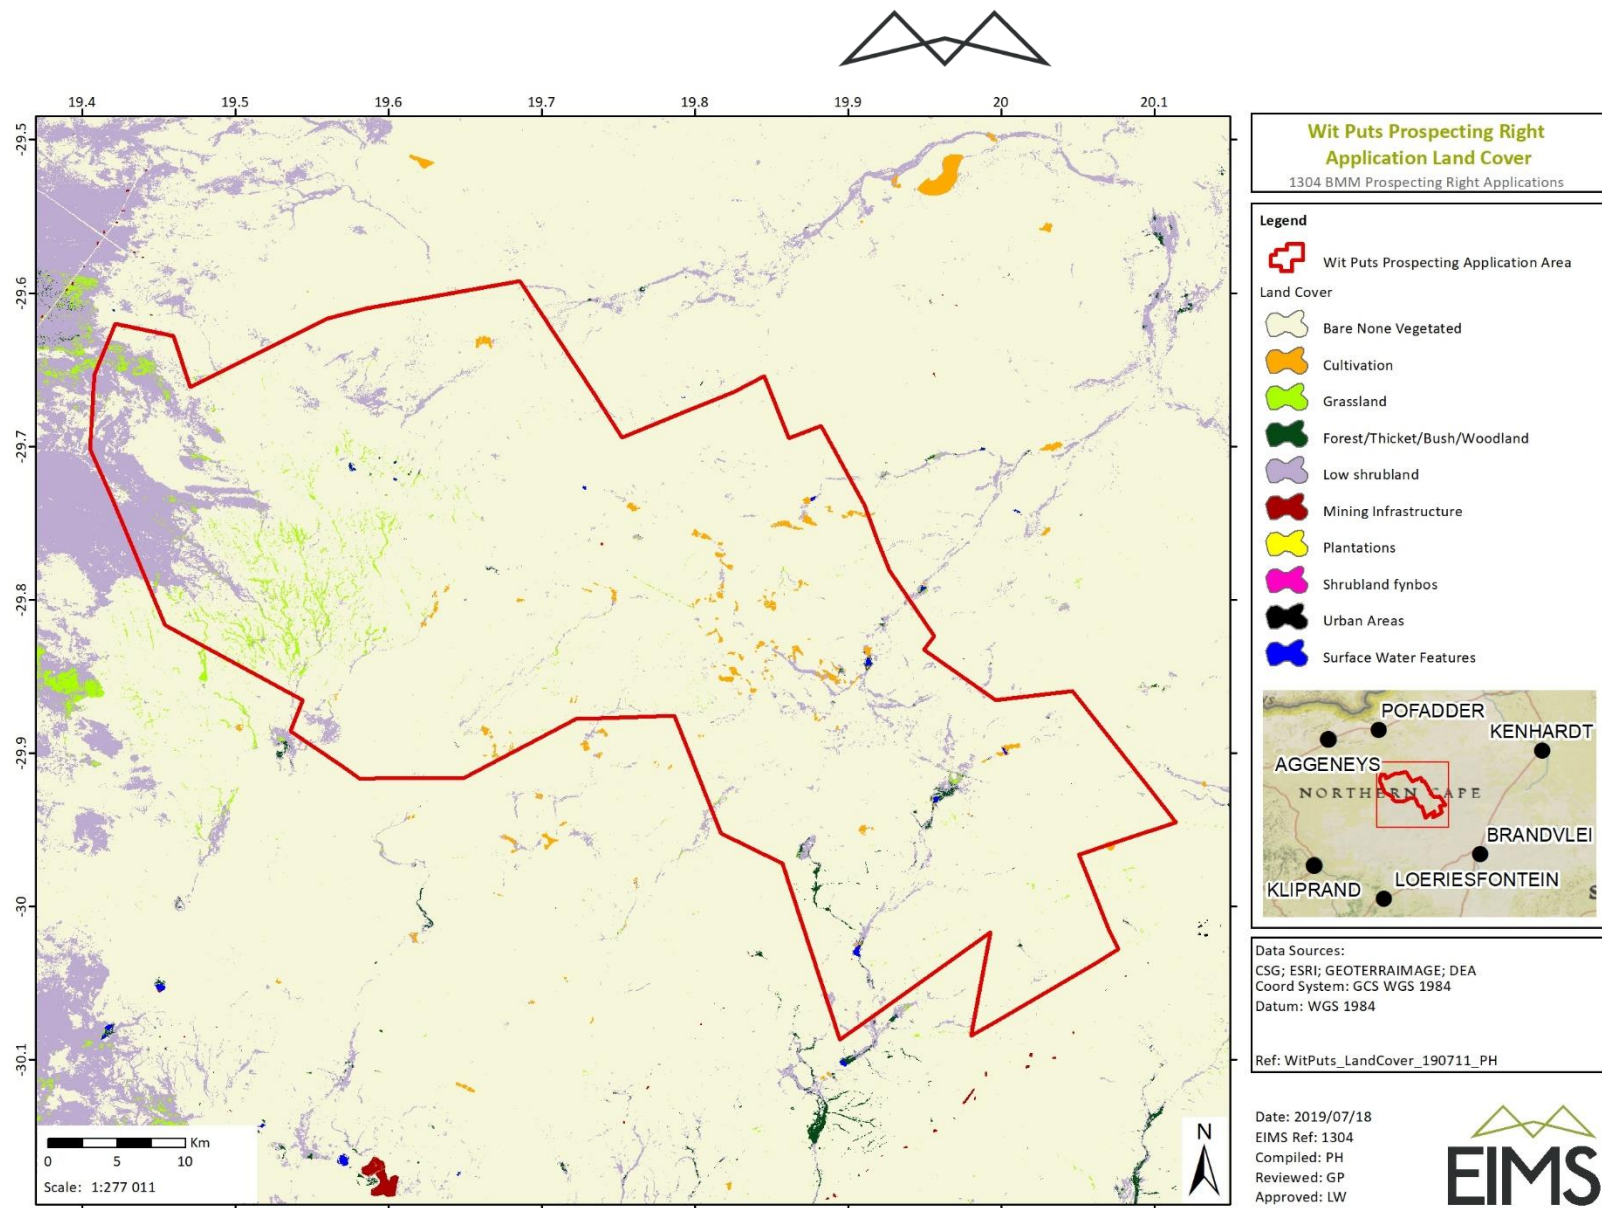 19.4 19.5 19.6 19.7 19.8 19.9 20 20.1
-29.5
-29.6
-29.7
-29.8
-29.9
-30
-30.1
Km
0 5 10
Scale: 1:277 011
N
Wit Puts Prospecting Right
Application Land Cover
1304 BMM Prospecting Right Applications
Legend
Wit Puts Prospecting Application Area
Land Cover
Bare None Vegetated
Cultivation
Grassland
Forest/Thicket/Bush/Woodland
Low shrubland
Mining Infrastructure
Plantations
Shrubland fynbos
Urban Areas
Surface Water Features
POFADDER
KENHARDT
AGGENEYS
NORTHERN CAPE
BRANDVLEI
KLIPRAND
LOERIESFONTEIN
S
Data Sources:
CSG; ESRI; GEOTERRAIMAGE; DEA
Coord System: GCS WGS 1984
Datum: WGS 1984
Ref: WitPuts_LandCover_190711_PH
Date: 2019/07/18
EIMS Ref: 1304
Compiled: PH
Reviewed: GP
Approved: LW
EIMS